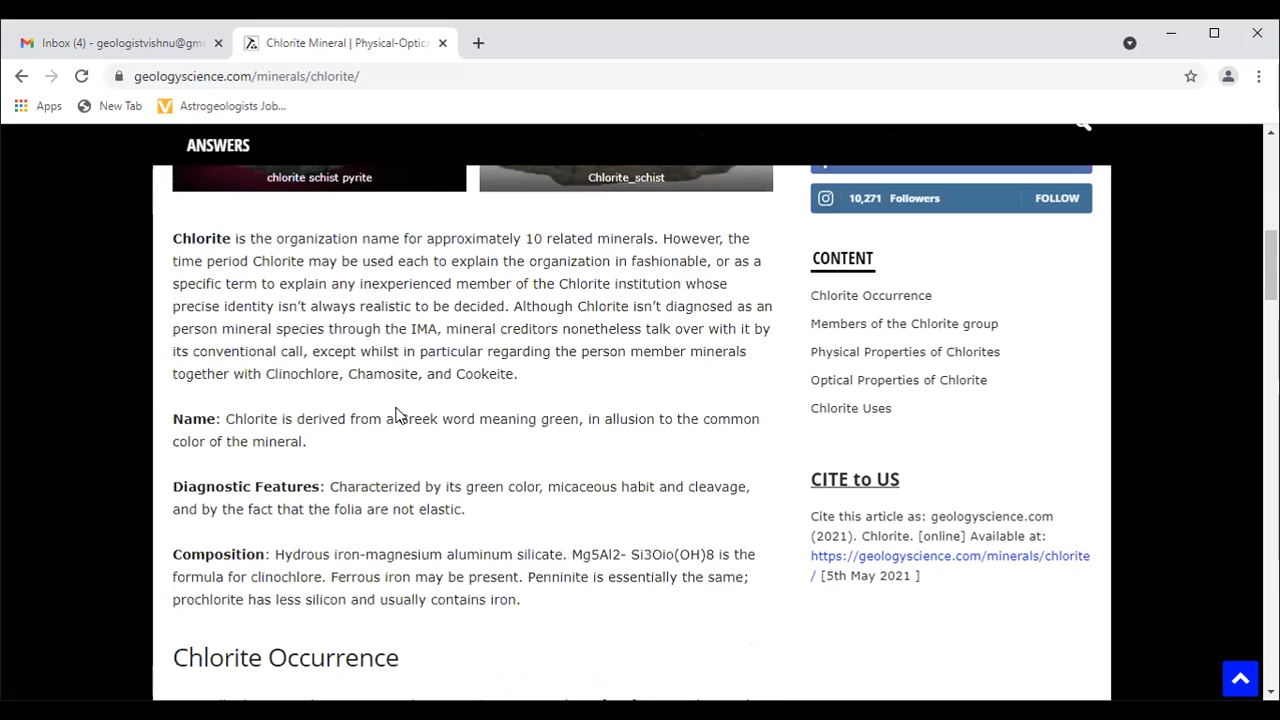 Inbox (4) - geologistvishnu@gma
Chlorite Mineral | Physical-Optica
geologyscience.com/minerals/chlorite/
Apps
New Tab
Astrogeologists Job...
ANSWERS
chlorite schist pyrite
Chlorite_schist
10,271 Followers
FOLLOW
Chlorite is the organization name for approximately 10 related minerals. However, the
time period Chlorite may be used each to explain the organization in fashionable, or as a
specific term to explain any inexperienced member of the Chlorite institution whose
precise identity isn’t always realistic to be decided. Although Chlorite isn’t diagnosed as an
person mineral species through the IMA, mineral creditors nonetheless talk over with it by
its conventional call, except whilst in particular regarding the person member minerals
together with Clinochlore, Chamosite, and Cookeite.
Name: Chlorite is derived from a Greek word meaning green, in allusion to the common
color of the mineral.
Diagnostic Features: Characterized by its green color, micaceous habit and cleavage,
and by the fact that the folia are not elastic.
Composition: Hydrous iron-magnesium aluminum silicate. Mg5Al2- Si3Oio(OH)8 is the
formula for clinochlore. Ferrous iron may be present. Penninite is essentially the same;
prochlorite has less silicon and usually contains iron.
Chlorite Occurrence
CONTENT
Chlorite Occurrence
Members of the Chlorite group
Physical Properties of Chlorites
Optical Properties of Chlorite
Chlorite Uses
CITE to US
Cite this article as: geologyscience.com
(2021). Chlorite. [online] Available at:
https://geologyscience.com/minerals/chlorite
/ [5th May 2021 ]